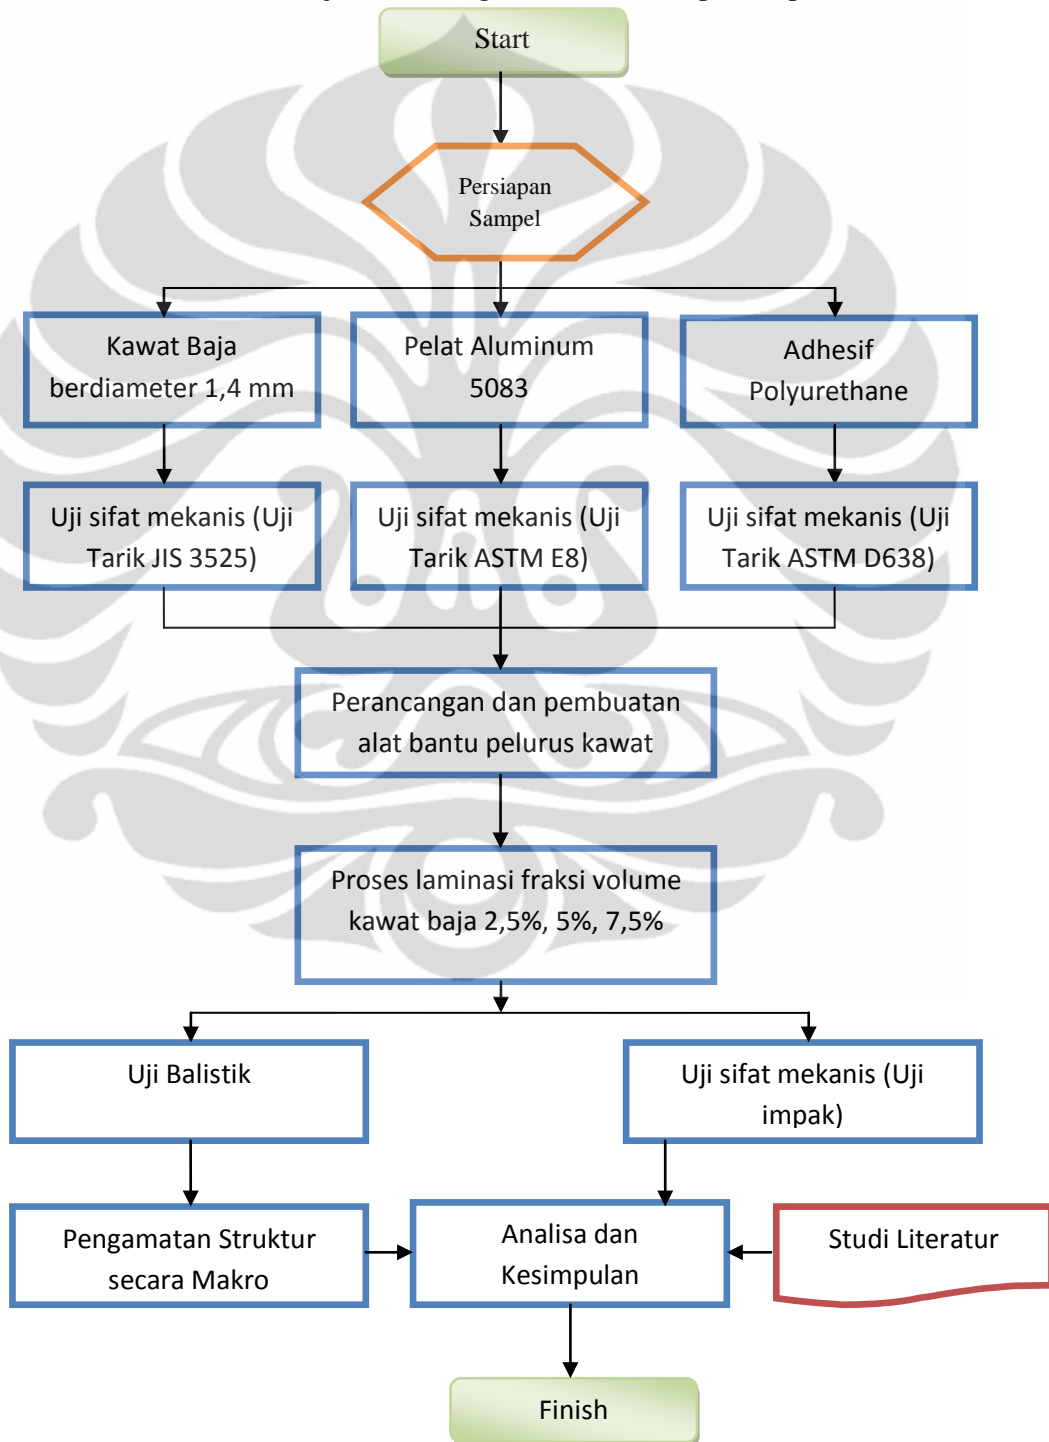 Start
Persiapan
Sampel
Kawat Baja
berdiameter 1,4 mm
Pelat Aluminum
5083
Adhesif
Polyurethane
Uji sifat mekanis (Uji
Tarik JIS 3525)
Uji sifat mekanis (Uji
Tarik ASTM E8)
Uji sifat mekanis (Uji
Tarik ASTM D638)
Perancangan dan pembuatan
alat bantu pelurus kawat
Proses laminasi fraksi volume
kawat baja 2,5%, 5%, 7,5%
Uji Balistik
Uji sifat mekanis (Uji
impak)
Pengamatan Struktur
secara Makro
Analisa dan
Kesimpulan
Studi Literatur
Finish